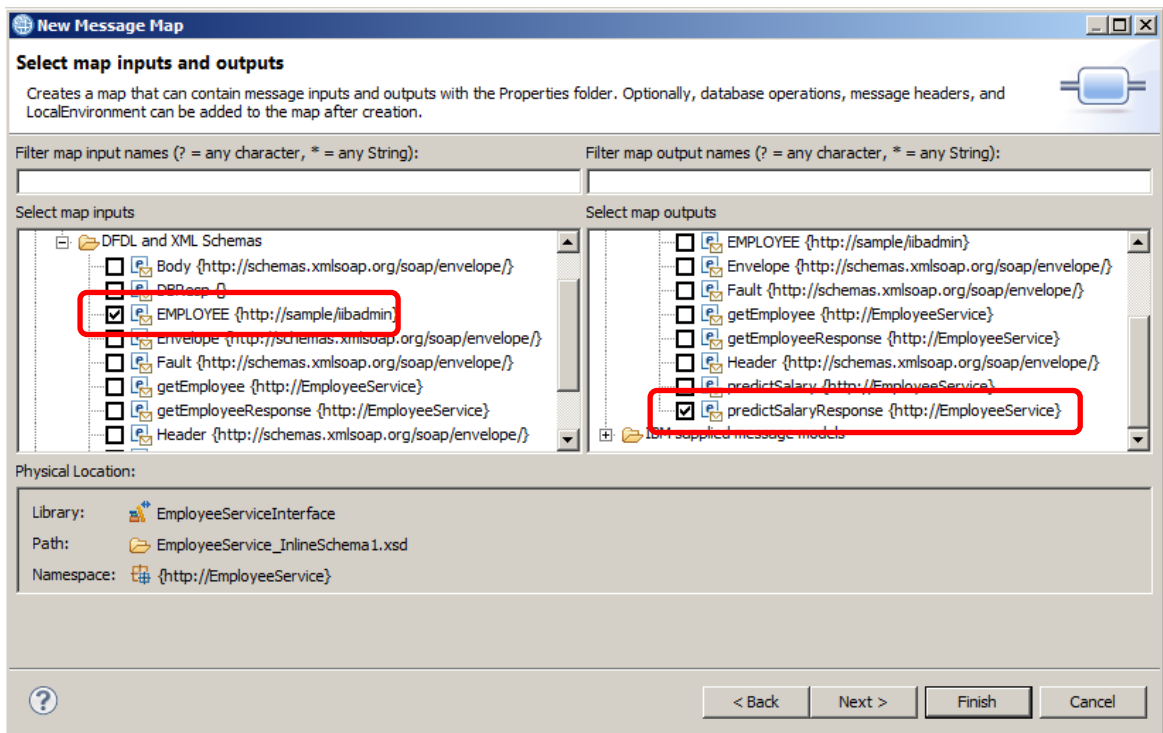 New Message Map
Select map inputs and outputs
Creates a map that can contain message inputs and outputs with the Properties folder. Optionally, database operations, message headers, and
LocalEnvironment can be added to the map after creation.
Filter map input names (? = any character, * = any String):
Filter map output names (? = any character, * = any String):
Select map inputs
DFDL and XML Schemas
Body {http://schemas.xmlsoap.org/soap/envelope/}
DBResp {}
EMPLOYEE {http://sample/iibadmin}
Envelope {http://schemas.xmlsoap.org/soap/envelope/}
Fault {http://schemas.xmlsoap.org/soap/envelope/}
getEmployee {http://EmployeeService}
getEmployeeResponse {http://EmployeeService}
Header {http://schemas.xmlsoap.org/soap/envelope/}
Select map outputs
EMPLOYEE {http://sample/iibadmin}
Envelope {http://schemas.xmlsoap.org/soap/envelope/}
Fault {http://schemas.xmlsoap.org/soap/envelope/}
getEmployee {http://EmployeeService}
getEmployeeResponse {http://EmployeeService}
Header {http://schemas.xmlsoap.org/soap/envelope/}
predictSalary {http://EmployeeService}
predictSalaryResponse {http://EmployeeService}
IBM supplied message models
Physical Location:
Library: EmployeeServiceInterface
Path: EmployeeService_InlineSchema1.xsd
Namespace: {http://EmployeeService}
?
< Back
Next >
Finish
Cancel